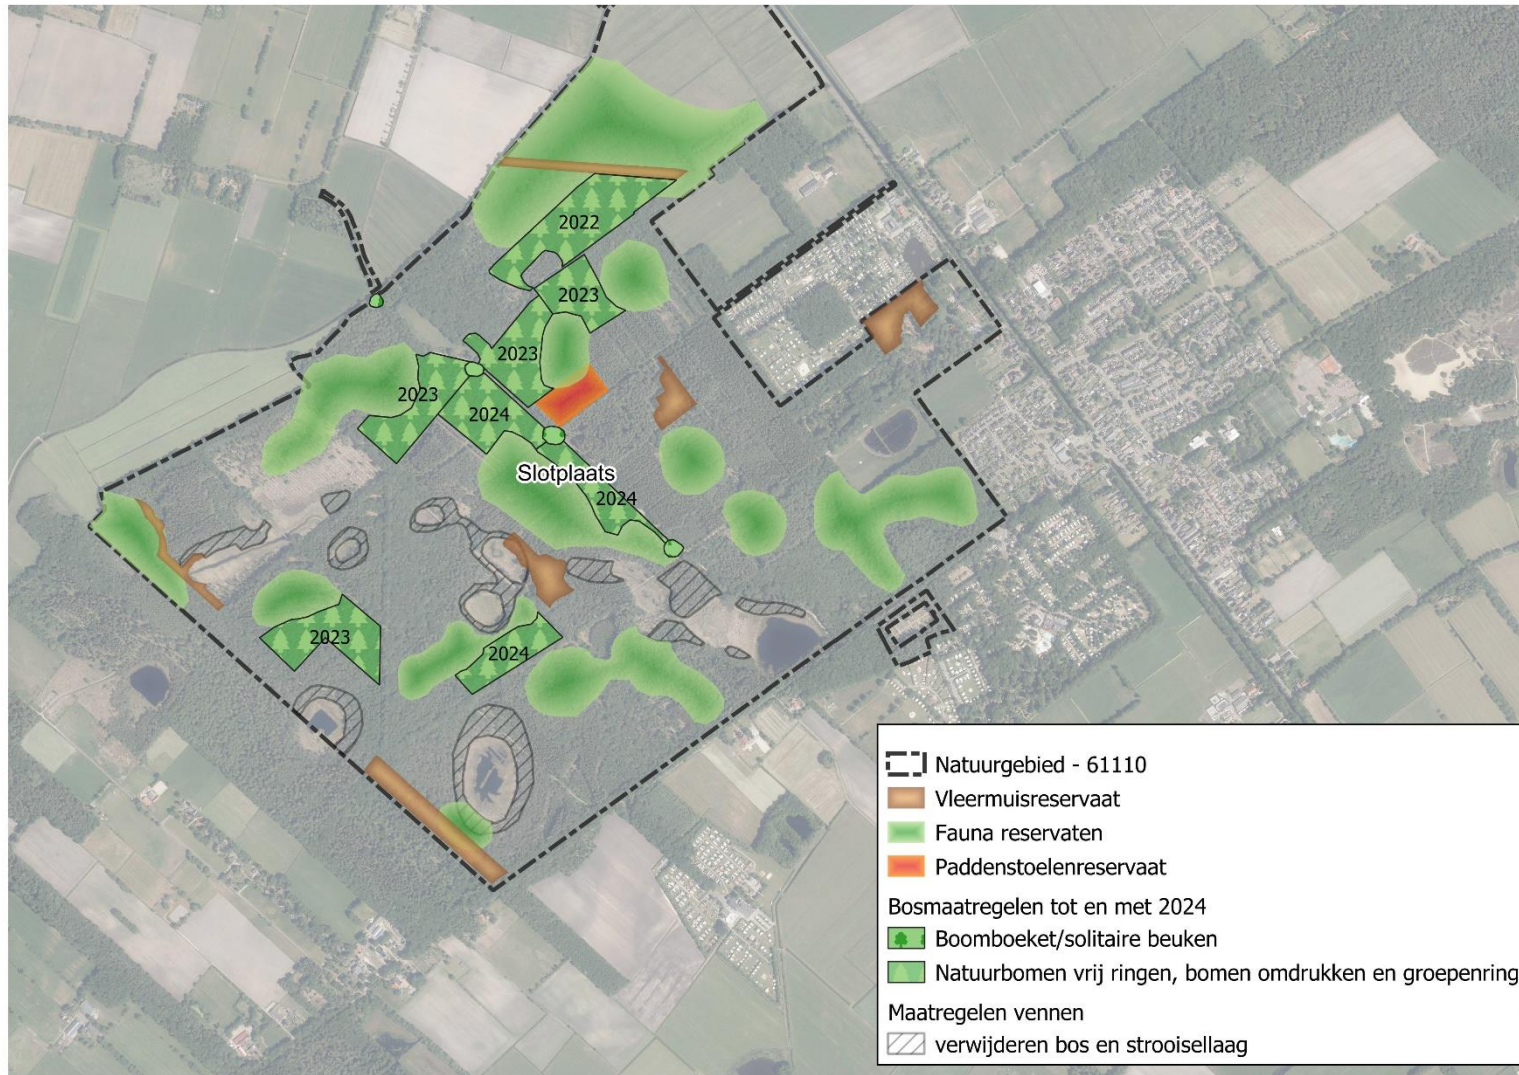 2022
2023
2023
2023
2024
Slotplaats
2024
2023
2024
Natuurgebied - 61110
Vleermuisreservaat
Fauna reservaten
Paddenstoelenreservaat
Bosmaatregelen tot en met 2024
Boomboeket/solitaire beuken
Natuurbomen vrij ringen, bomen omdrukken en groepenring
Maatregelen vennen
verwijderen bos en strooisellaag